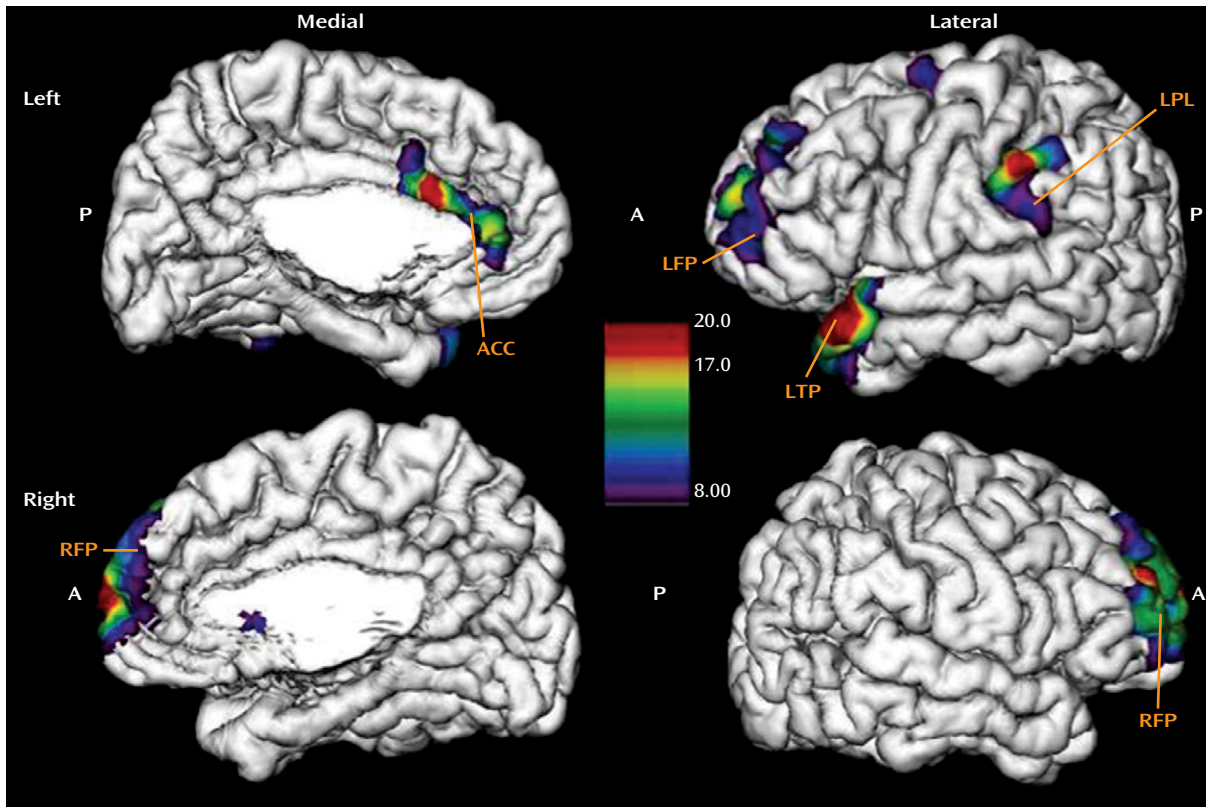 Medial
Lateral
Left
LPL
P
A
P
LFP
ACC
20.0
17.0
LTP
8.00
Right
RFP
A
P
A
RFP